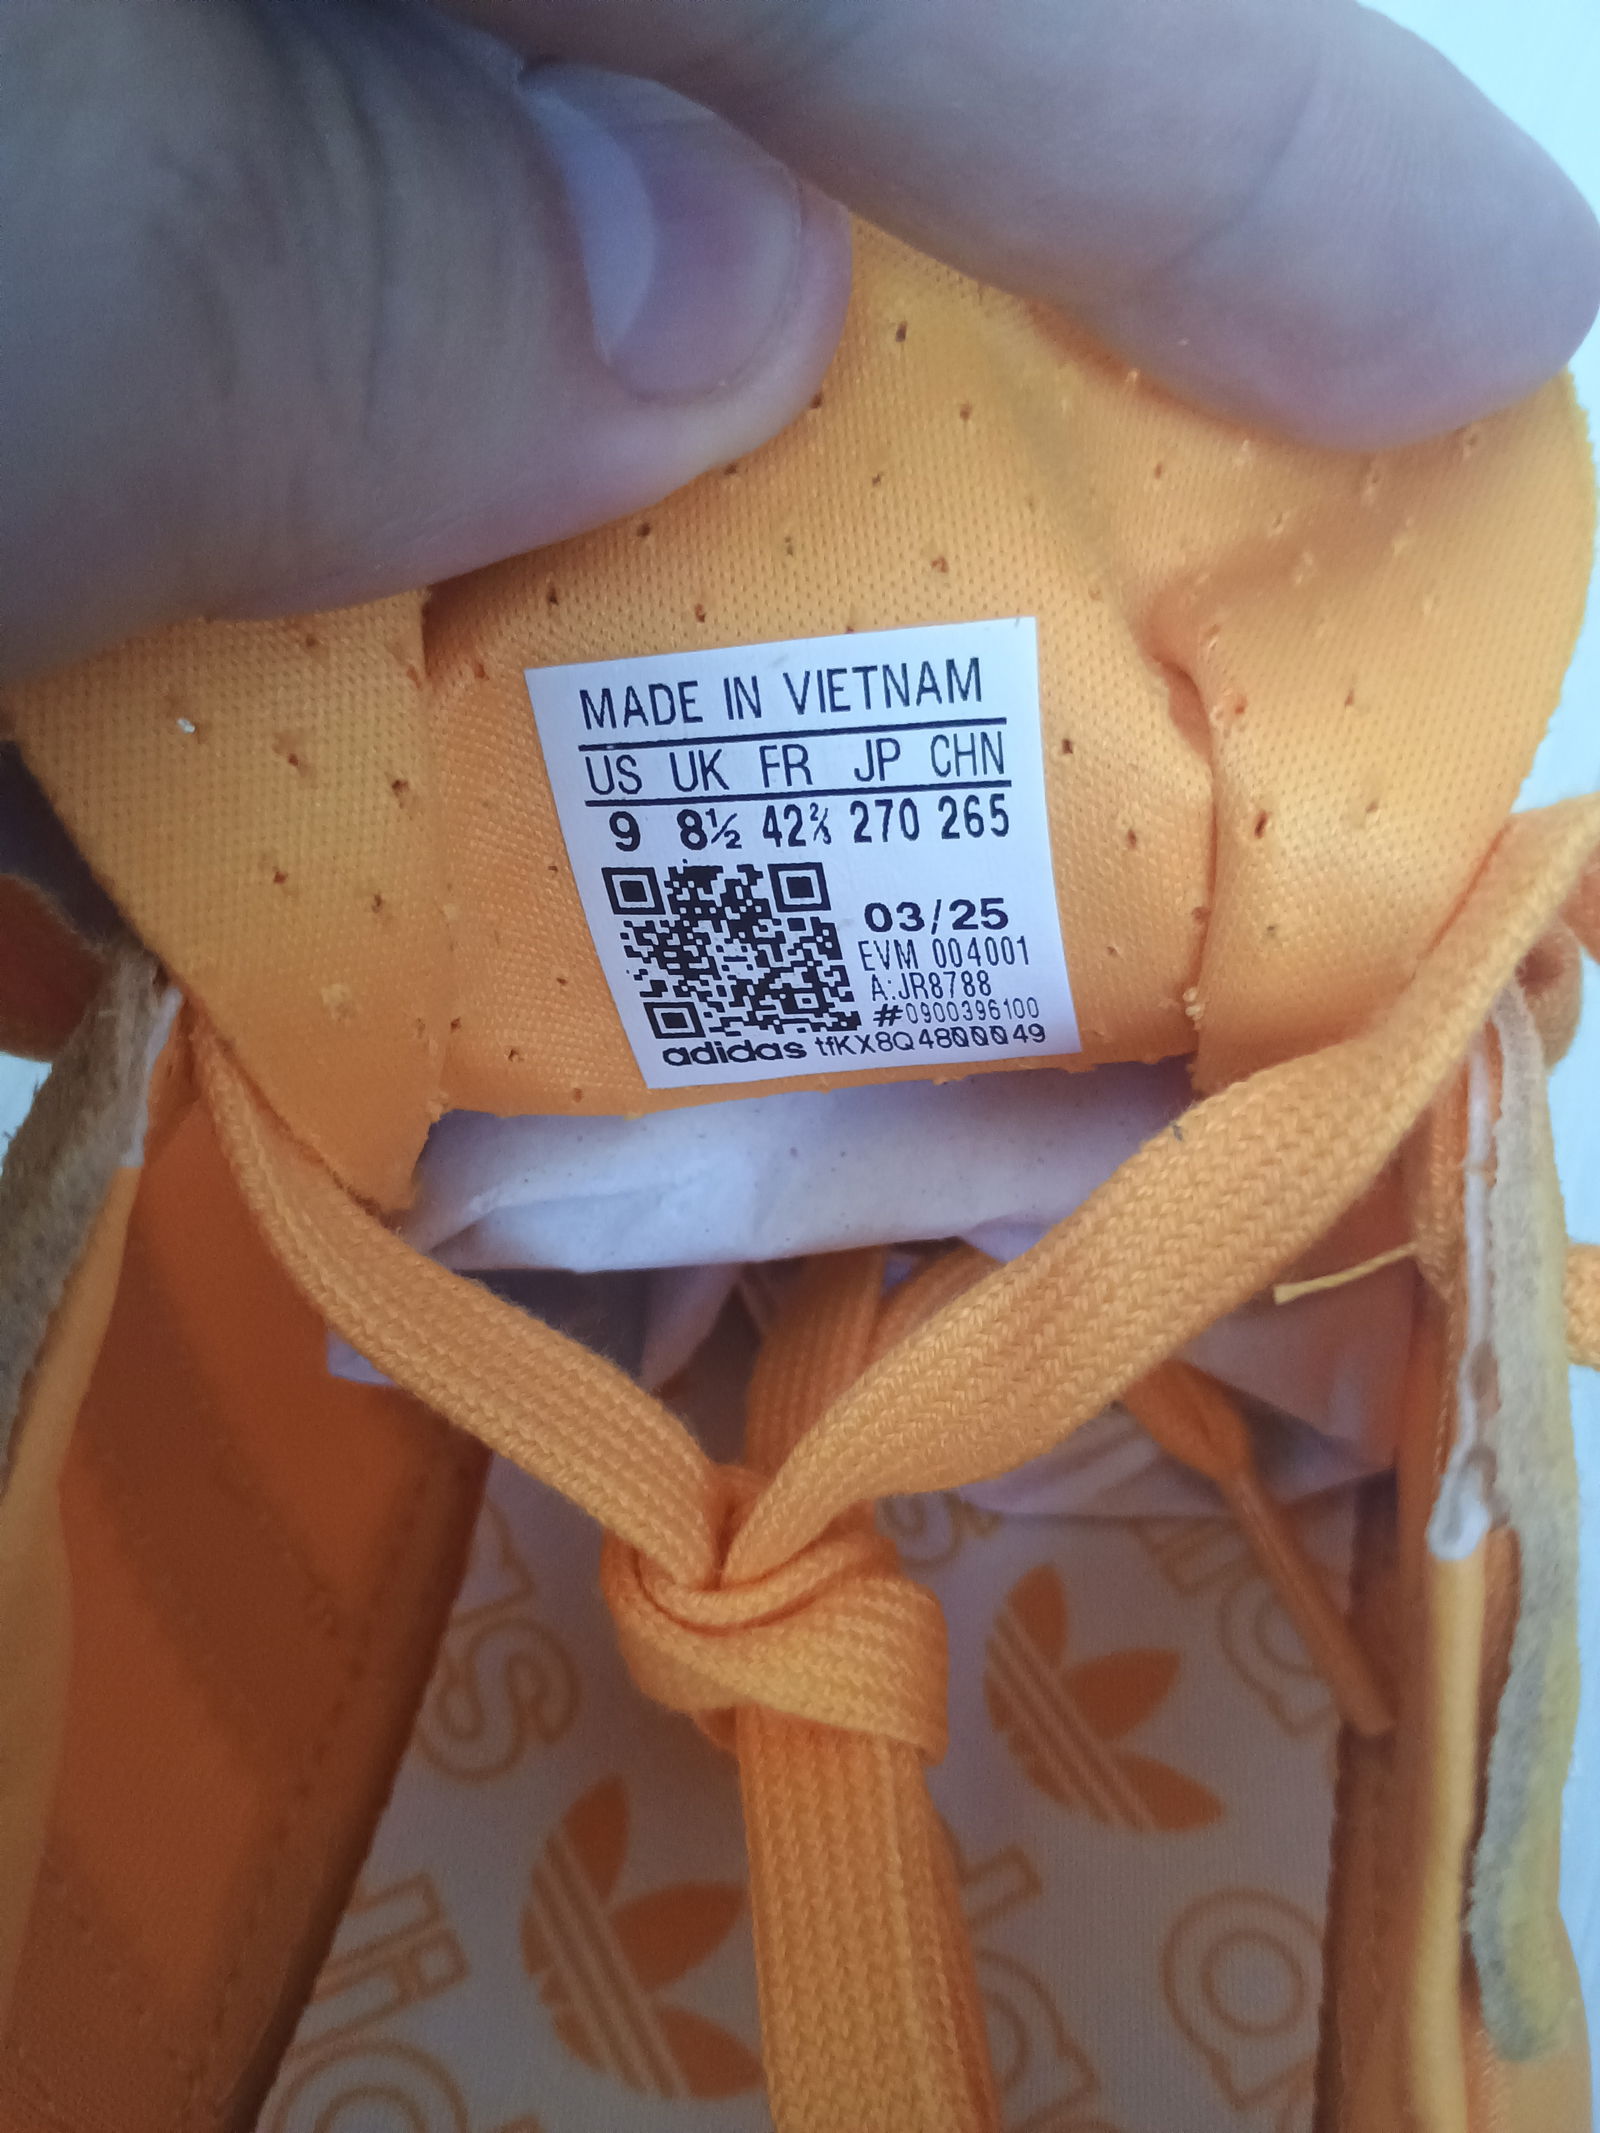 MADE IN VIETNAM
US UK FR JP CHN
9 8½ 42⅔ 270 265
03/25
EVM 004001
A:JR8788
#0900396100
adidas tfKX8Q4800049